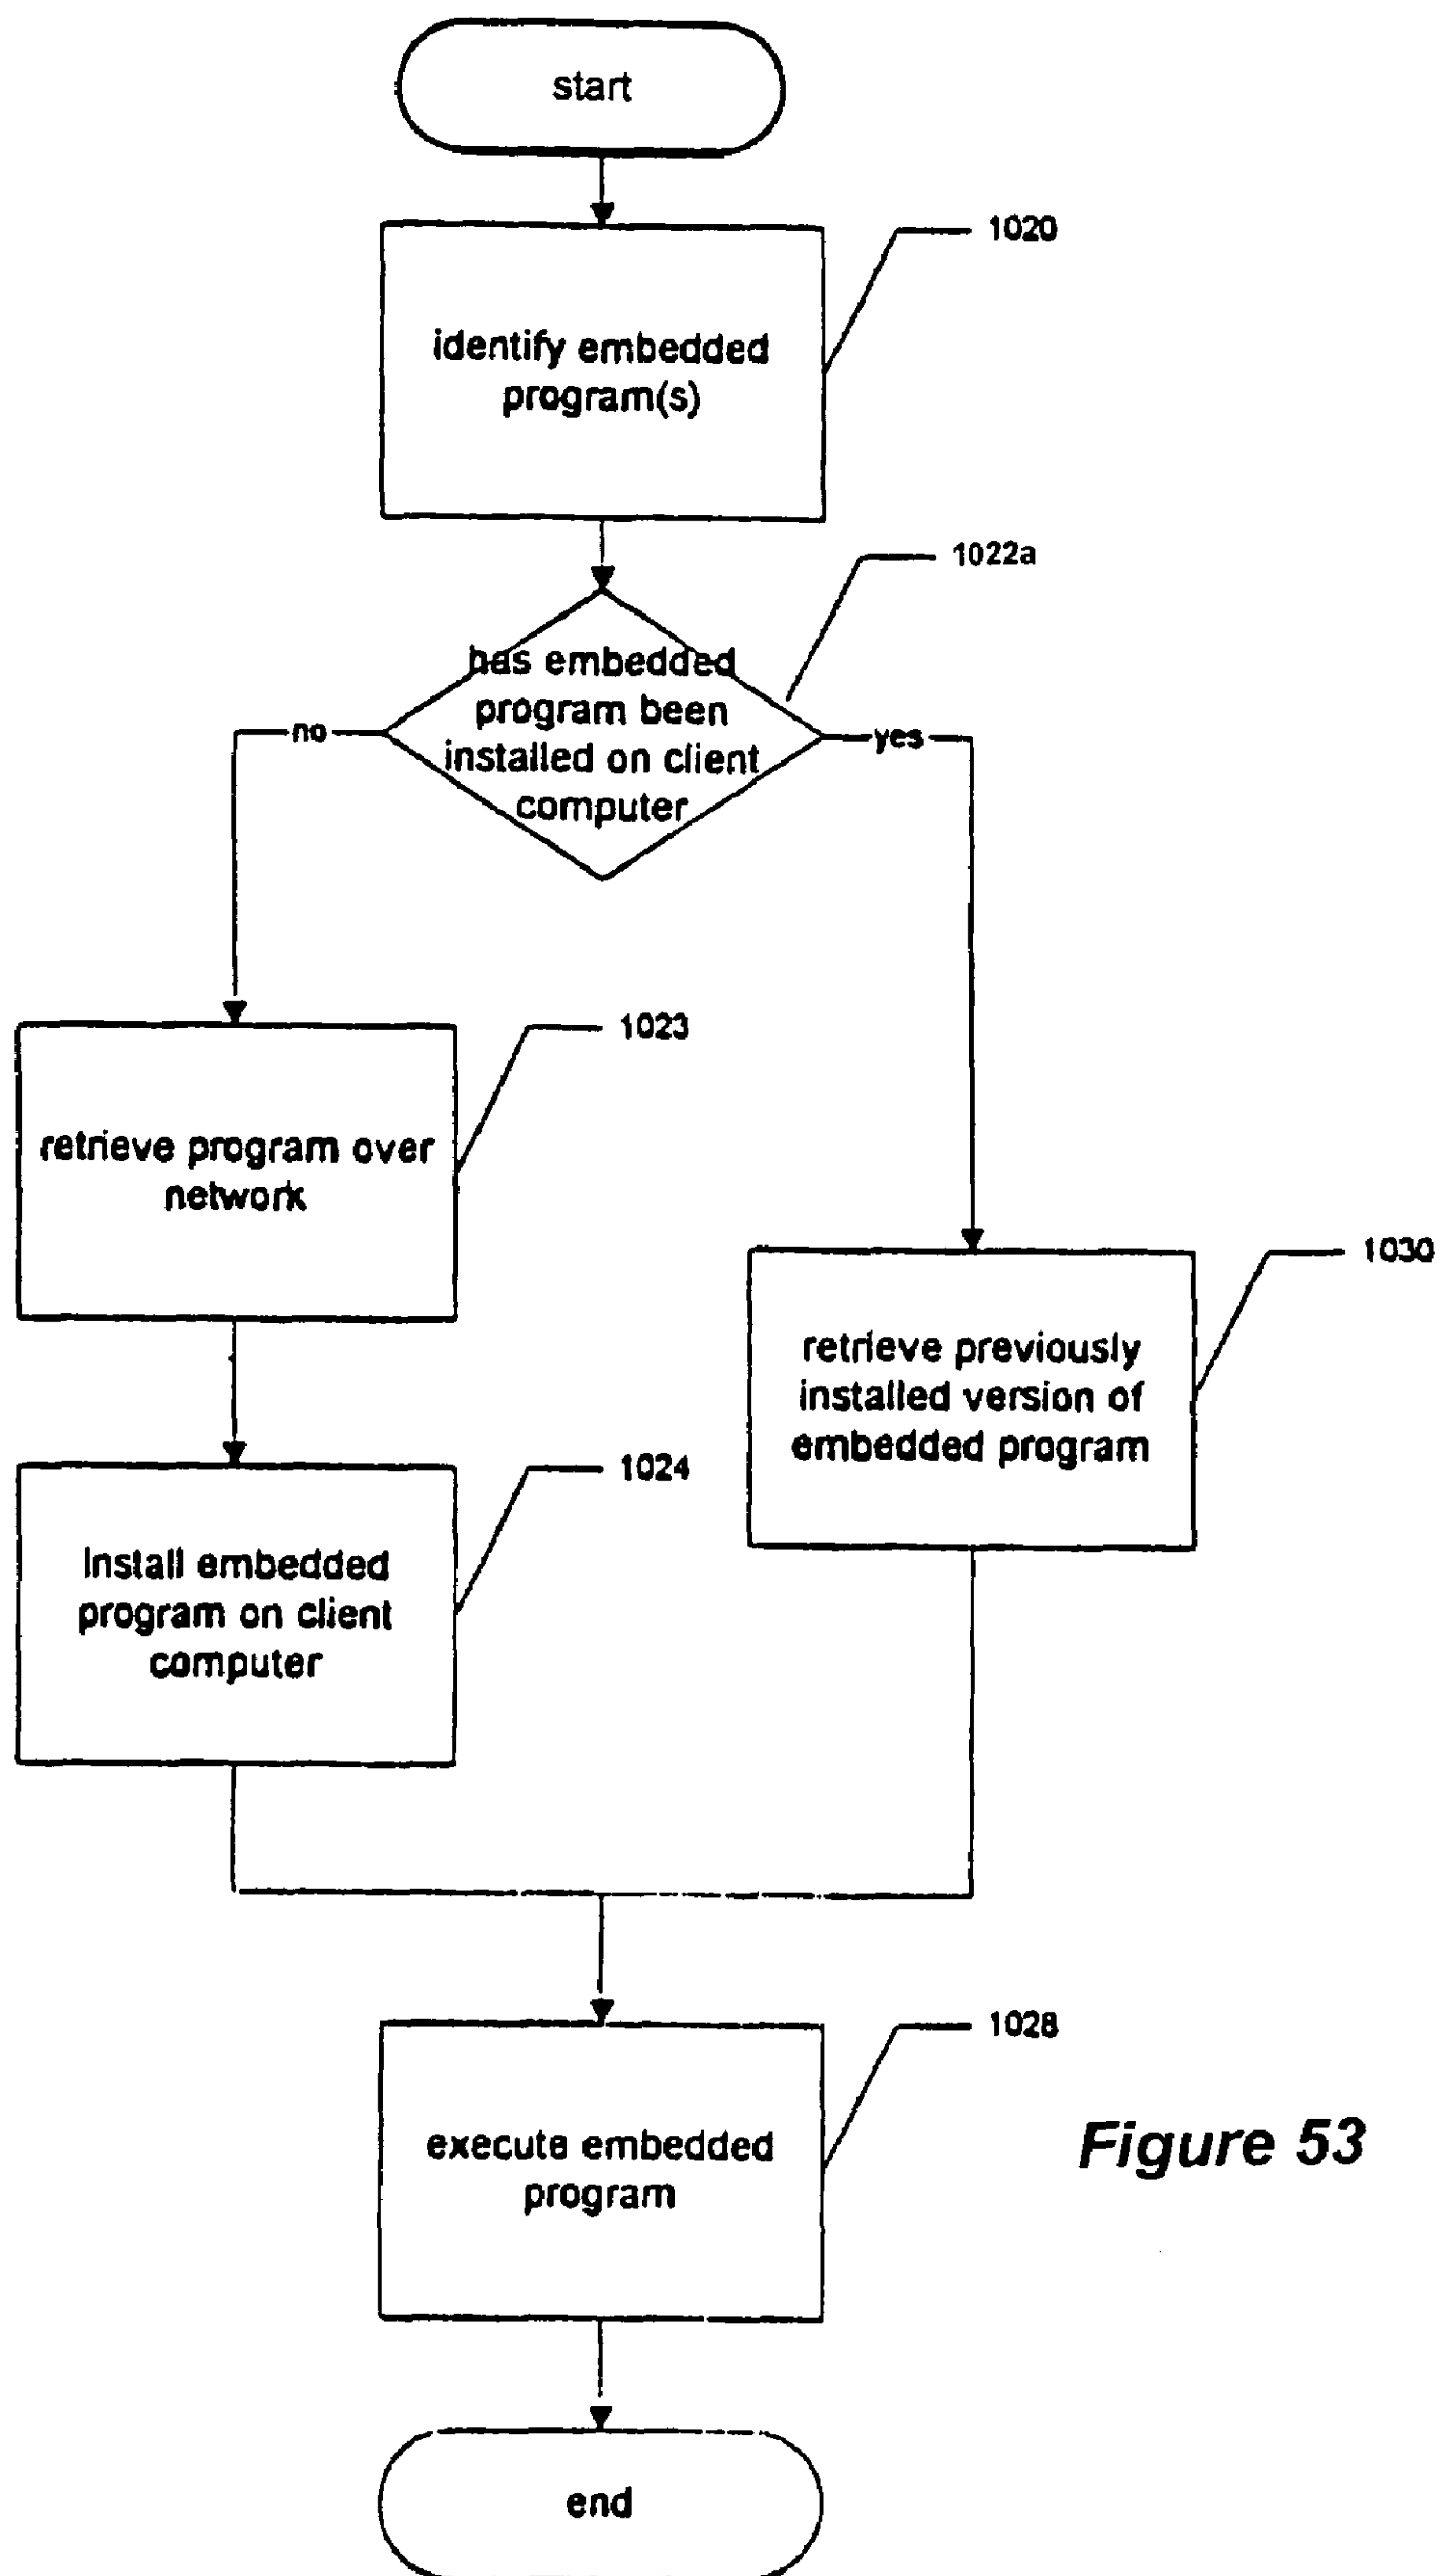 start
1020
identify embedded
program(s)
1022a
has embedded
program been
installed on client
computer
no
yes
1023
retrieve program over
network
1030
retrieve previously
installed version of
embedded program
1024
Install embedded
program on client
computer
1028
execute embedded
program
Figure 53
end